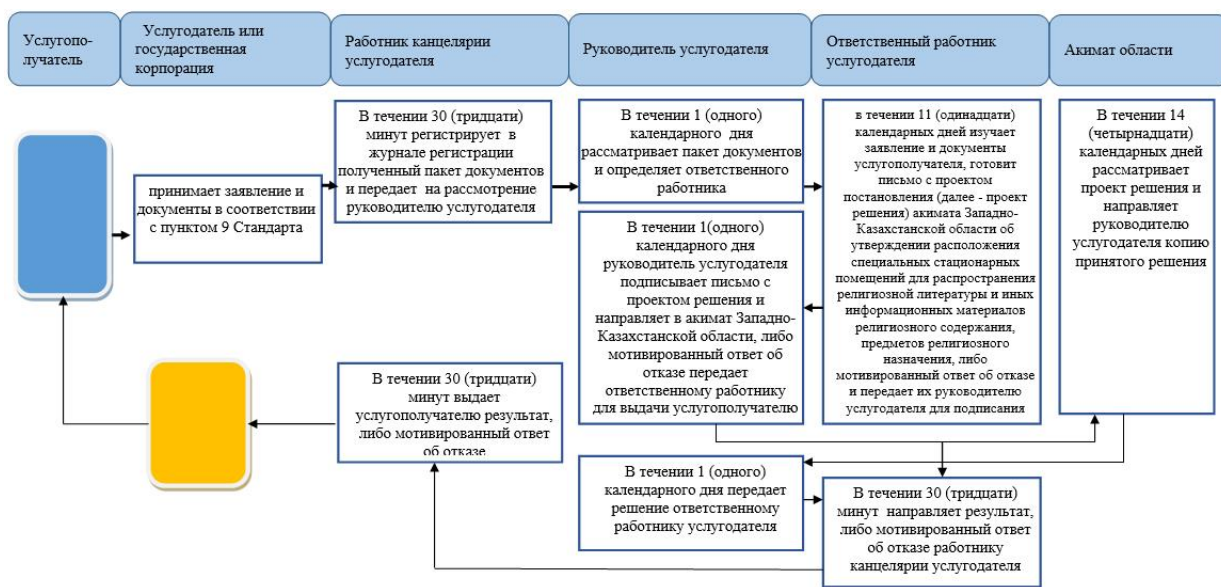 Услугопо-
лучатель
Услугодатель или
государственная
корпорация
Работник канцелярии
услугодателя
Руководитель услугодателя
Ответственный работник
услугодателя
Акимат области
принимает заявление и
документы в соответствии
с пунктом 9 Стандарта
В течении 30 (тридцати)
минут регистрирует в
журнале регистрации
полученный пакет документов
и передает на рассмотрение
руководителю услугодателя
В течении 1 (одного)
календарного дня
рассматривает пакет документов
и определяет ответственного
работника
в течении 11 (одинадцати)
календарных дней изучает
заявление и документы
услугополучателя, готовит
письмо с проектом
постановления (далее - проект
решения) акимата Западно-
Казахстанской области об
утверждении расположения
специальных стационарных
помещений для распространения
религиозной литературы и иных
информационных материалов
религиозного содержания,
предметов религиозного
назначения, либо
мотивированный ответ об отказе
и передает их руководителю
услугодателя для подписания
В течении 1(одного)
календарного дня
руководитель услугодателя
подписывает письмо с
проектом решения и
направляет в акимат Западно-
Казахстанской области, либо
мотивированный ответ об
отказе передает
ответственному работнику
для выдачи услугополучателю
В течении 14
(четырнадцати)
календарных дней
рассматривает
проект решения и
направляет
руководителю
услугодателя копию
принятого решения
В течении 1 (одного)
календарного дня передает
решение ответственному
работнику услугодателя
В течении 30 (тридцати)
минут направляет результат,
либо мотивированный ответ
об отказе работнику
канцелярии услугодателя
В течении 30 (тридцати)
минут выдает
услугополучателю результат,
либо мотивированный ответ
об отказе